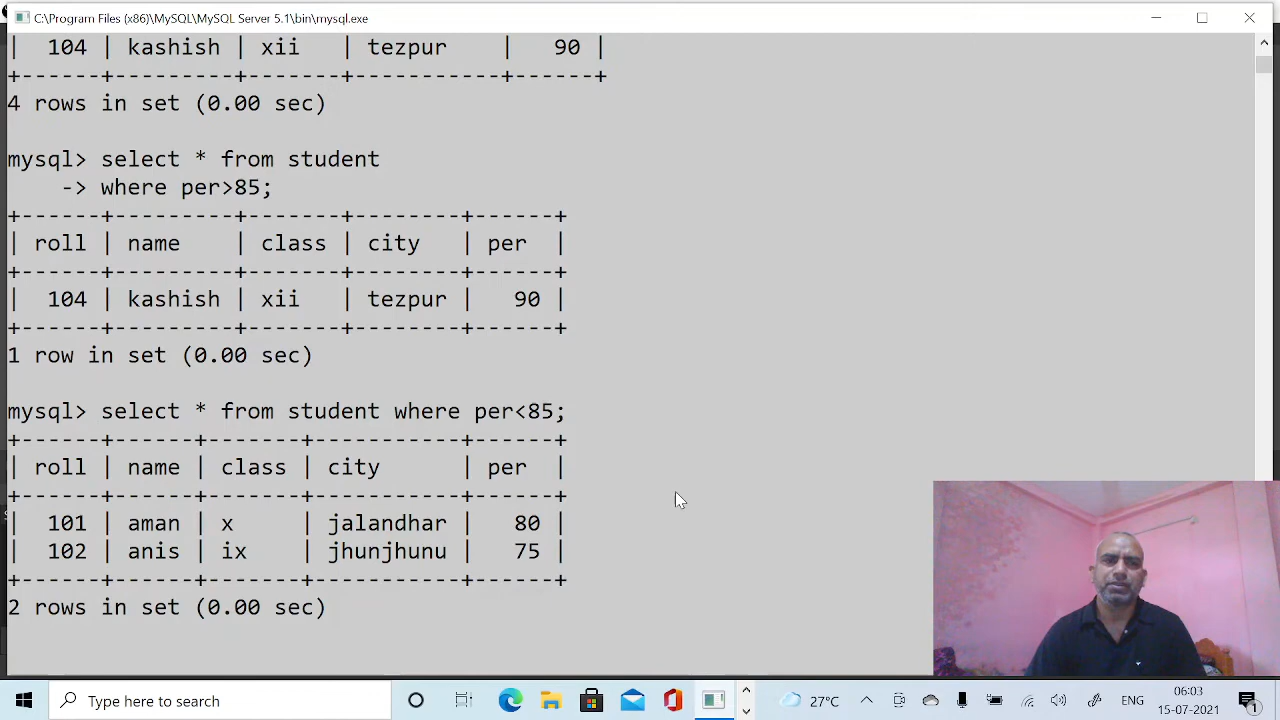 C:\Program Files (x86)\MySQL\MySQL Server 5.1\bin\mysql.exe
| 104 | kashish | xii | tezpur | 90 |
+------+---------+-------+-----------+------+
4 rows in set (0.00 sec)
mysql> select * from student
-> where per>85;
+------+---------+-------+--------+------+
| roll | name | class | city | per |
+------+---------+-------+--------+------+
| 104 | kashish | xii | tezpur | 90 |
+------+---------+-------+--------+------+
1 row in set (0.00 sec)
mysql> select * from student where per<85;
+------+------+-------+-----------+------+
| roll | name | class | city | per |
+------+------+-------+-----------+------+
| 101 | aman | x | jalandhar | 80 |
| 102 | anis | ix | jhunjhunu | 75 |
+------+------+-------+-----------+------+
2 rows in set (0.00 sec)
Type here to search
27°C
ENG
06:03
15-07-2021
1